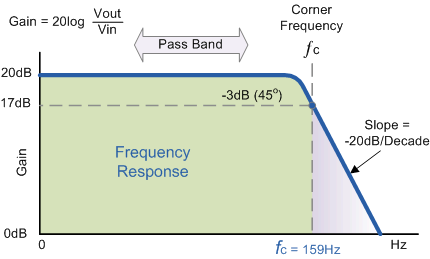 Gain = 20log Vout
Vin
Corner
Frequency
fc
Pass Band
20dB
17dB
-3dB (45°)
Slope =
-20dB/Decade
Gain
Frequency
Response
0dB
0
fc = 159Hz
Hz